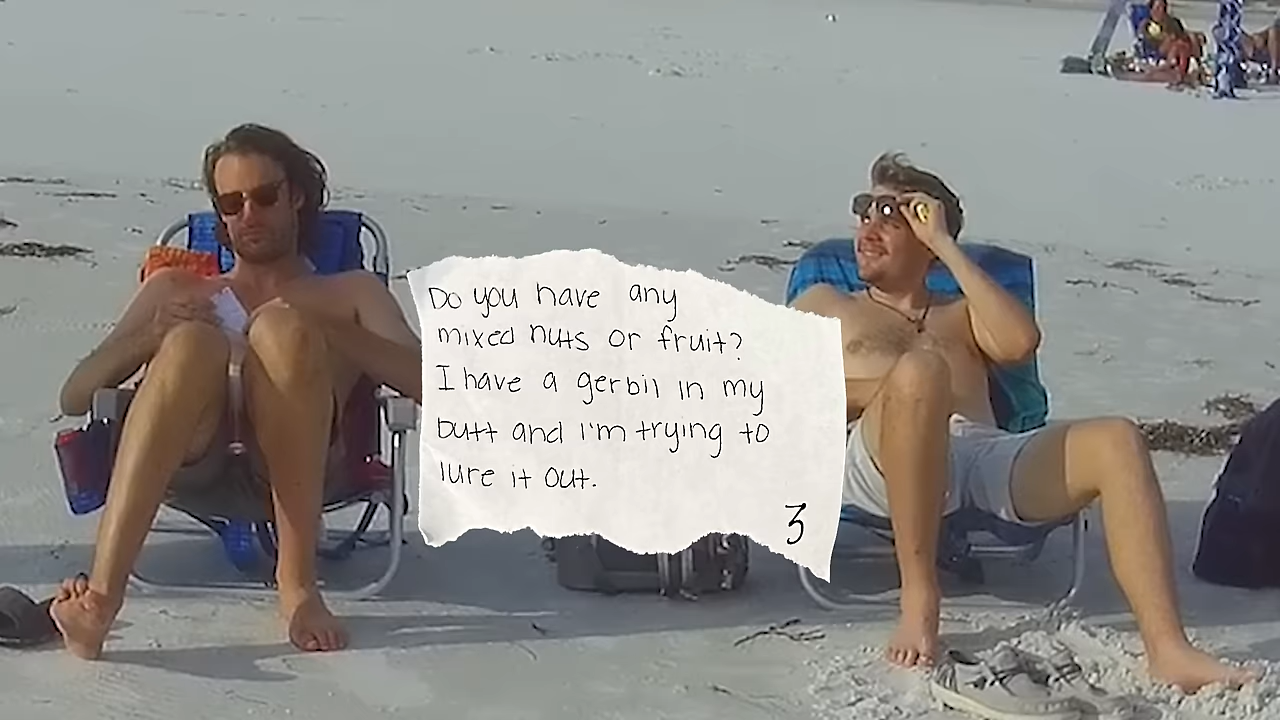 Do you have any
mixed nuts or fruit?
I have a gerbil in my
butt and I'm trying to
lure it out.
3